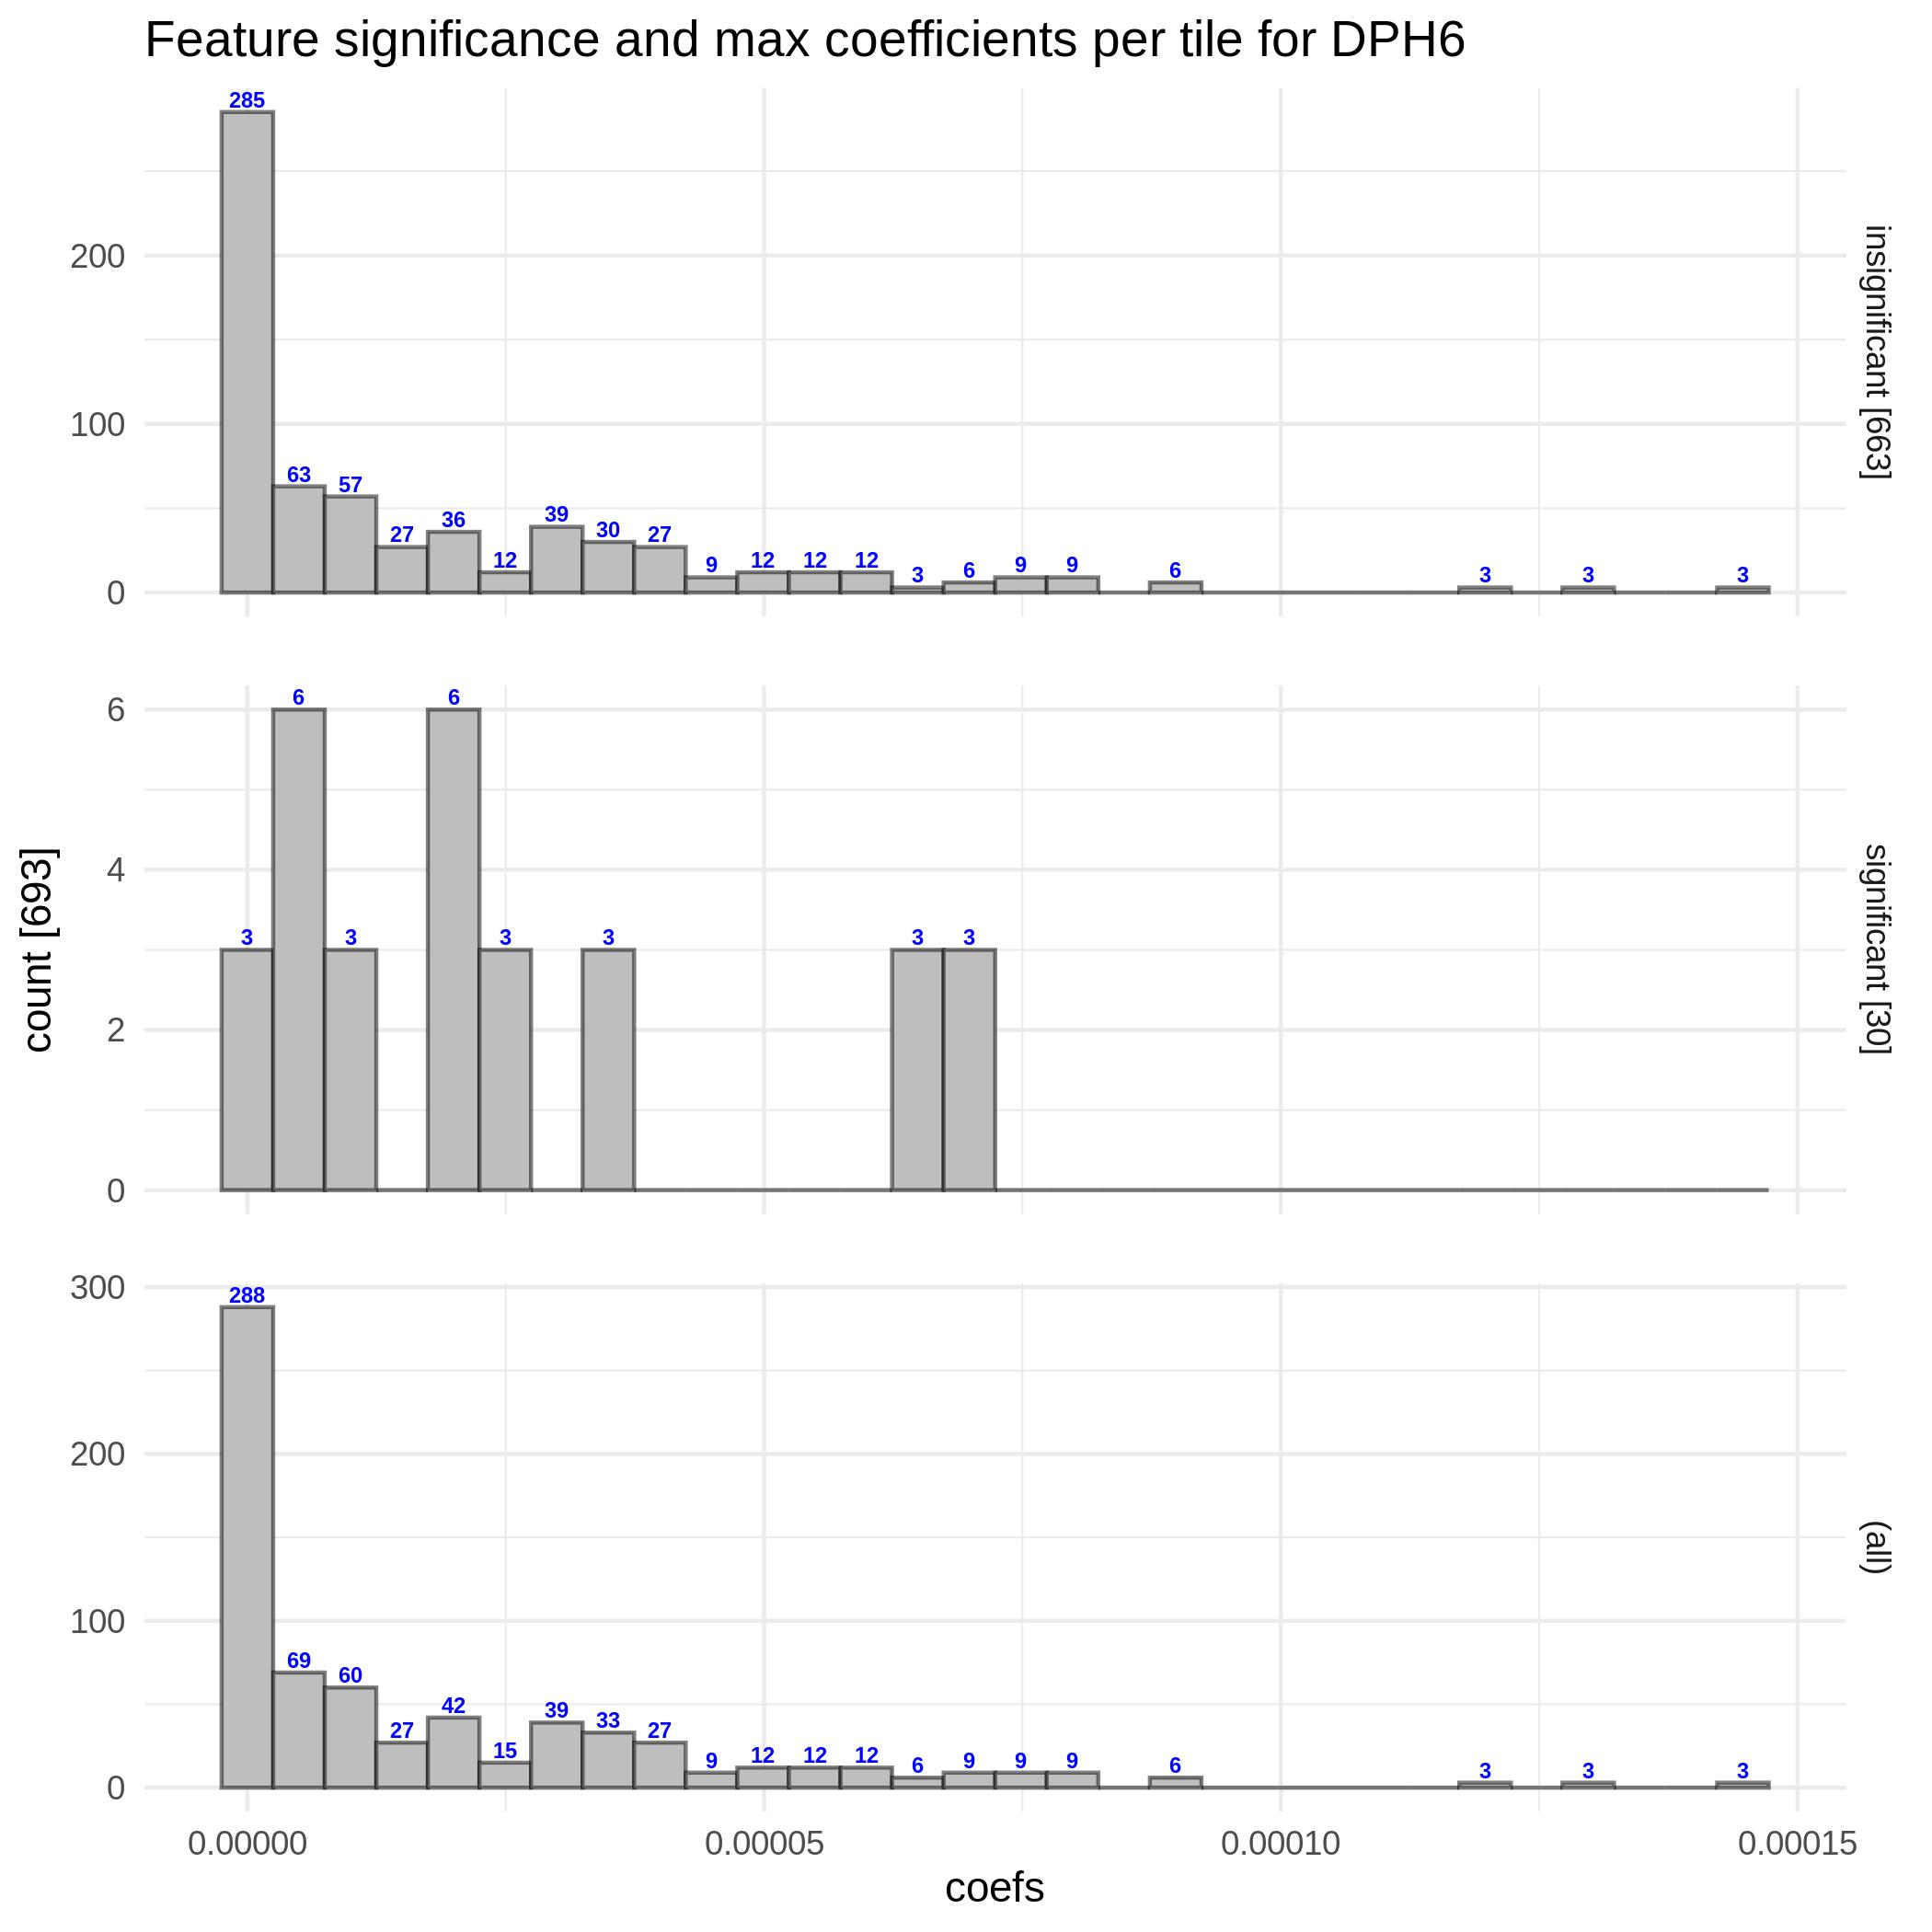 Feature significance and max coefficients per tile for DPH6
285
63 57 27 36 12 39 30 27 9 12 12 12 3 6 9 9 6 3 3 3
200
100
0
insignificant [663]
6 6
3 3 3 3 3 3
6
4
2
0
significant [30]
count [693]
288
69 60 27 42 15 39 33 27 9 12 12 12 6 9 9 9 6 3 3 3
300
200
100
0
(all)
0.00000 0.00005 0.00010 0.00015
coefs